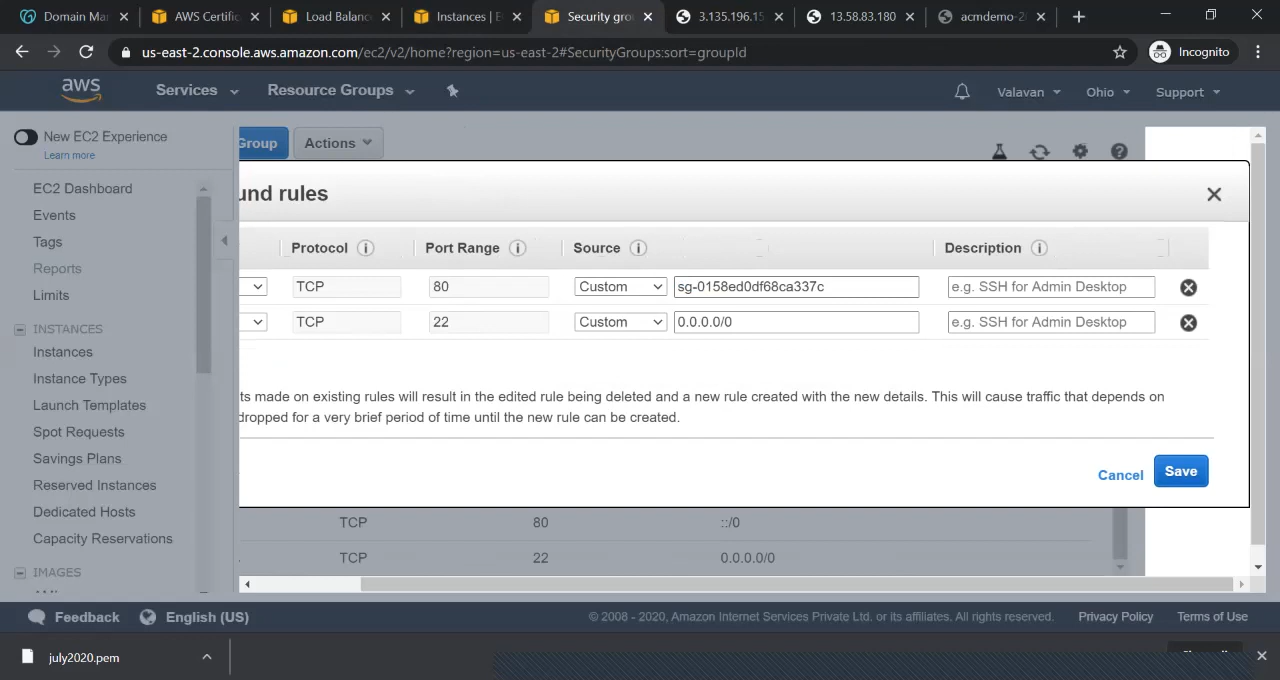 Domain Mar
AWS Certific
Load Balanc
Instances | E
Security grou
3.135.196.15
13.58.83.180
acmdemo-2
us-east-2.console.aws.amazon.com/ec2/v2/home?region=us-east-2#SecurityGroups:sort=groupId
Incognito
aws
Services
Resource Groups
Valavan
Ohio
Support
New EC2 Experience
Learn more
Group
Actions
EC2 Dashboard
Events
Tags
Reports
Limits
INSTANCES
Instances
Instance Types
Launch Templates
Spot Requests
Savings Plans
Reserved Instances
Dedicated Hosts
Capacity Reservations
IMAGES
und rules
Protocol
Port Range
Source
Description
TCP
80
Custom
sg-0158ed0df68ca337c
e.g. SSH for Admin Desktop
TCP
22
Custom
0.0.0.0/0
e.g. SSH for Admin Desktop
ts made on existing rules will result in the edited rule being deleted and a new rule created with the new details. This will cause traffic that depends on
dropped for a very brief period of time until the new rule can be created.
Cancel
Save
TCP
80
::/0
TCP
22
0.0.0.0/0
Feedback
English (US)
© 2008 - 2020, Amazon Internet Services Private Ltd. or its affiliates. All rights reserved.
Privacy Policy
Terms of Use
july2020.pem